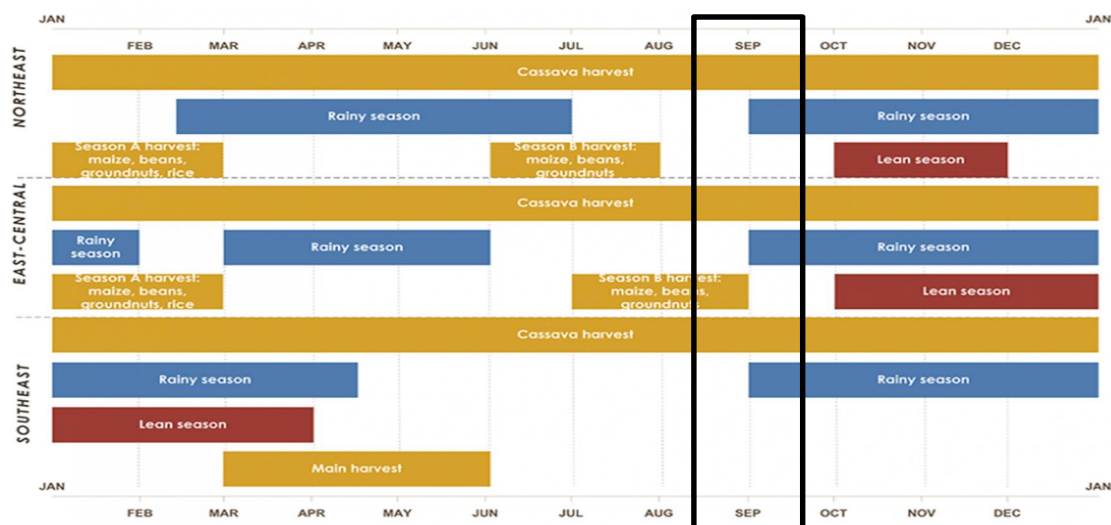 JAN JAN
FEB MAR APR MAY JUN JUL AUG SEP OCT NOV DEC
NORTHEAST
Cassava harvest
Rainy season Rainy season
Season A harvest:
maize, beans,
groundnuts, rice
Season B harvest:
maize, beans,
groundnuts
Lean season
EAST-CENTRAL
Cassava harvest
Rainy
season
Rainy season Rainy season
Season A harvest:
maize, beans,
groundnuts, rice
Season B harvest:
maize, beans,
groundnuts
Lean season
SOUTHEAST
Cassava harvest
Rainy season Rainy season
Lean season
Main harvest
JAN JAN
FEB MAR APR MAY JUN JUL AUG SEP OCT NOV DEC